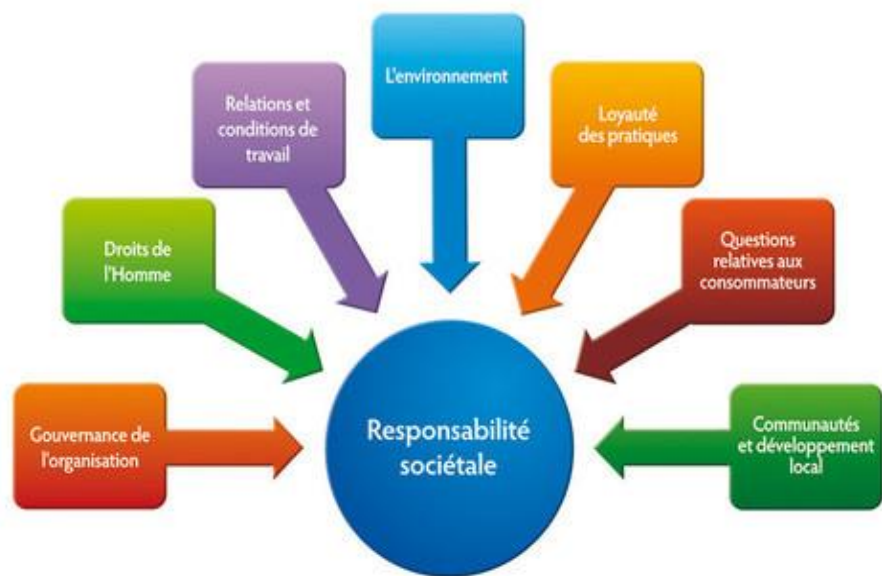 Gouvernance de
l'organisation
Droits de
l'Homme
Relations et
conditions de
travail
L'environnement
Loyauté
des pratiques
Questions
relatives aux
consommateurs
Communautés
et développement
local
Responsabilité
sociétale